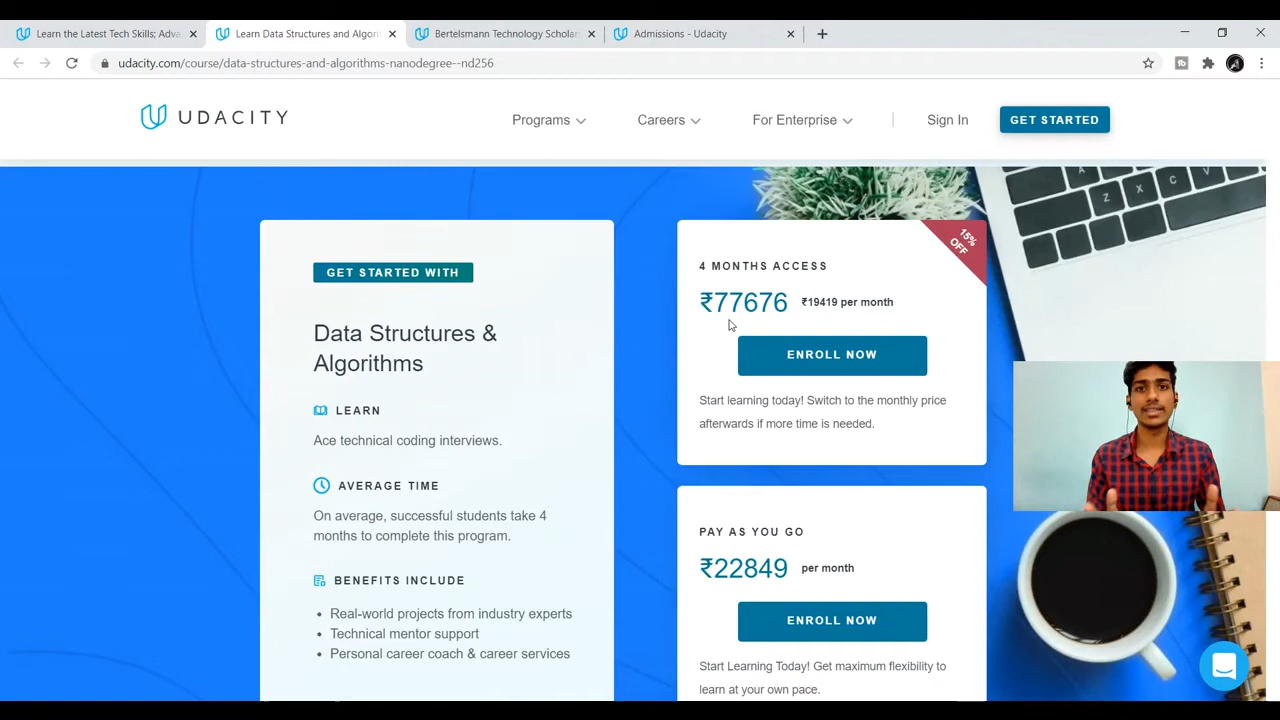 Learn the Latest Tech Skills; Adva
Learn Data Structures and Algori
Bertelsmann Technology Scholar
Admissions - Udacity
udacity.com/course/data-structures-and-algorithms-nanodegree--nd256
UDACITY
Programs
Careers
For Enterprise
Sign In
GET STARTED
GET STARTED WITH
Data Structures &
Algorithms
LEARN
Ace technical coding interviews.
AVERAGE TIME
On average, successful students take 4
months to complete this program.
BENEFITS INCLUDE
• Real-world projects from industry experts
• Technical mentor support
• Personal career coach & career services
15%
OFF
4 MONTHS ACCESS
₹77676 ₹19419 per month
ENROLL NOW
Start learning today! Switch to the monthly price
afterwards if more time is needed.
PAY AS YOU GO
₹22849 per month
ENROLL NOW
Start Learning Today! Get maximum flexibility to
learn at your own pace.
A
Z
X
C